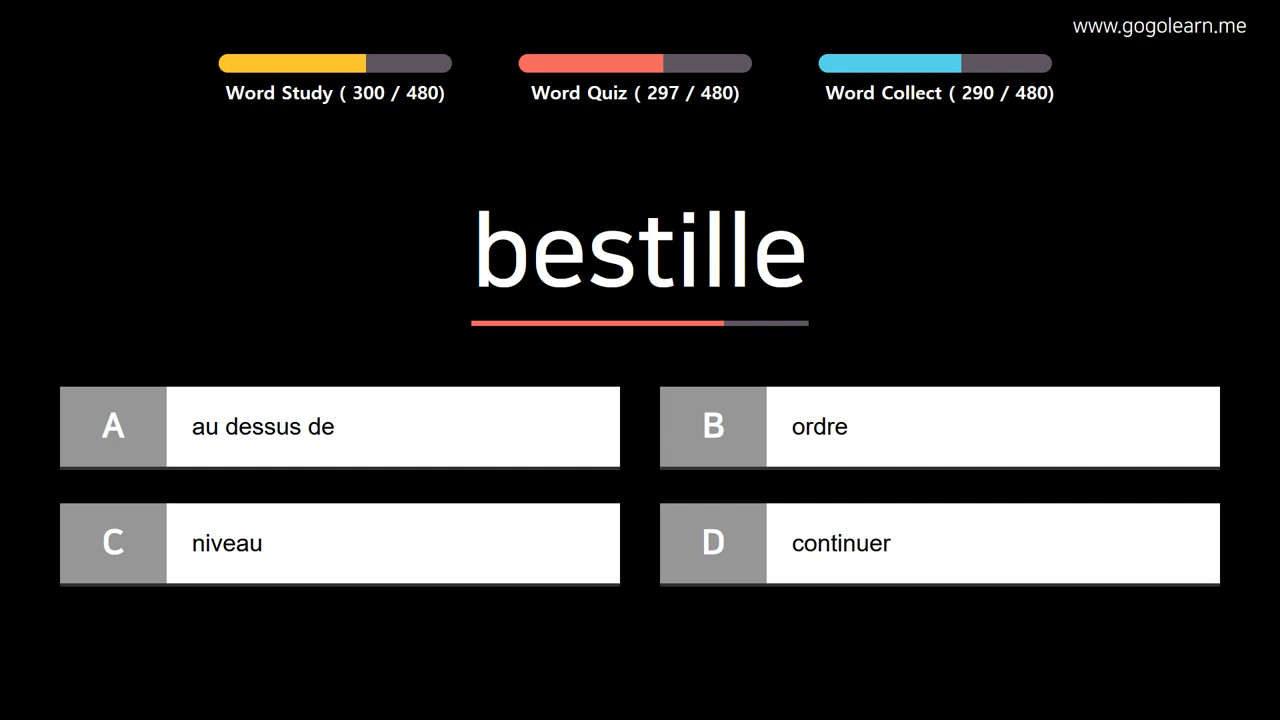 www.gogolearn.me
Word Study ( 300 / 480)
Word Quiz ( 297 / 480)
Word Collect ( 290 / 480)
bestille
A
au dessus de
B
ordre
C
niveau
D
continuer